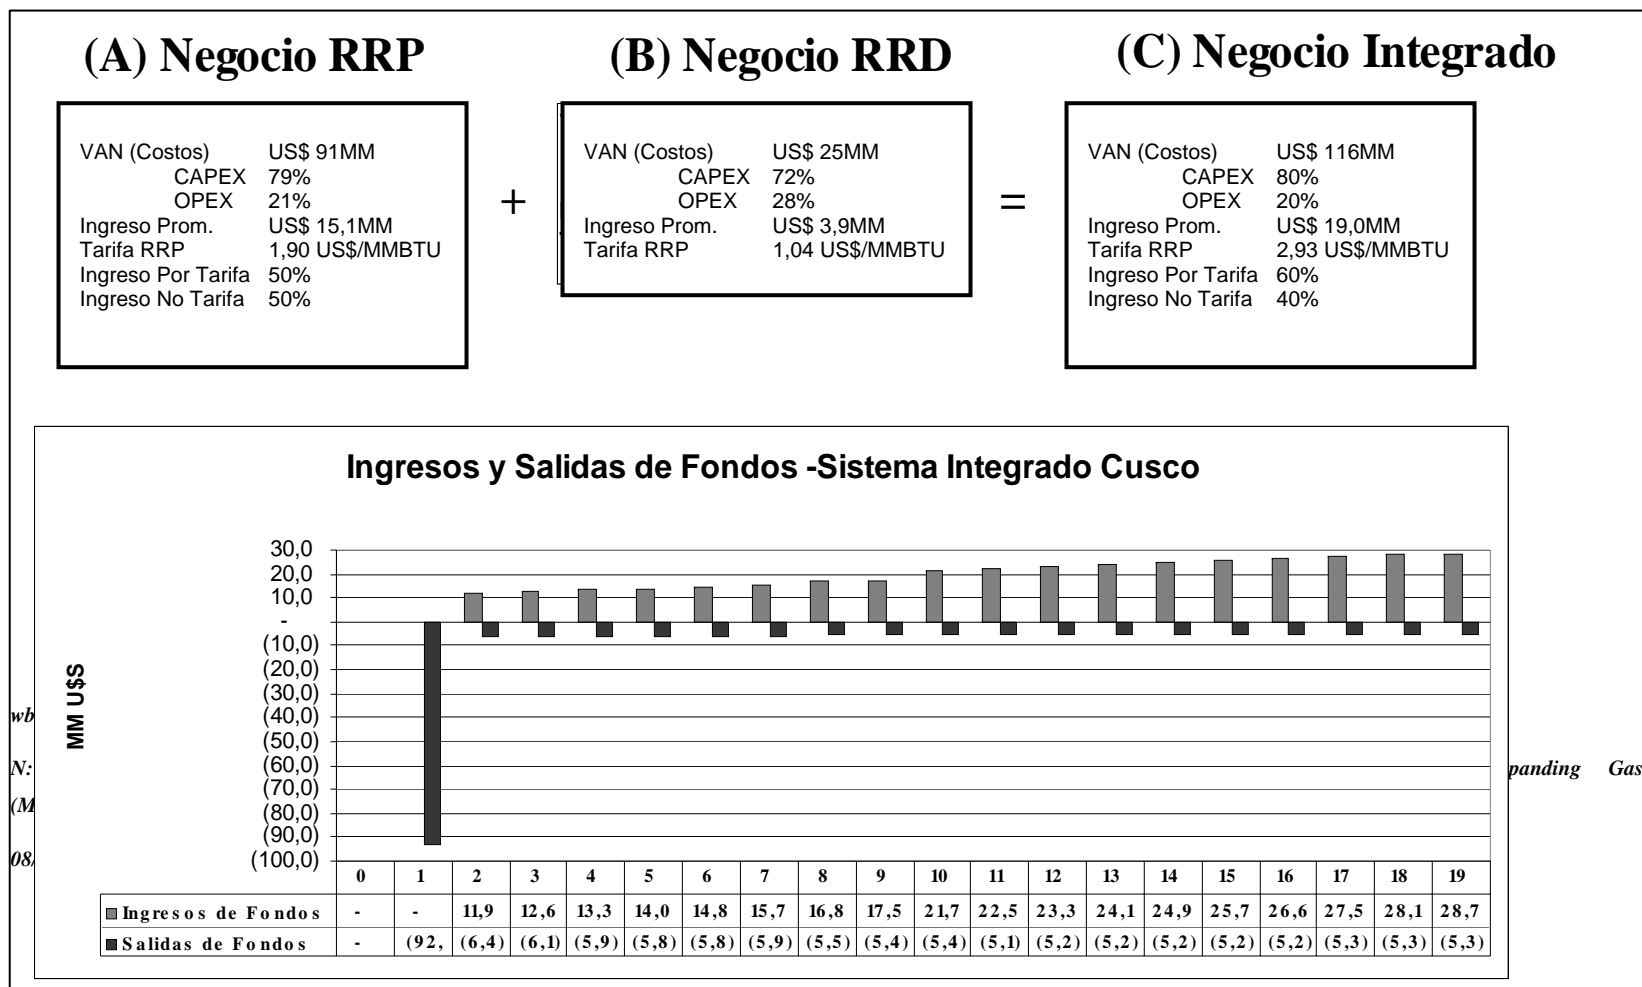 (A) Negocio RRP (B) Negocio RRD (C) Negocio Integrado
VAN (Costos) US$ 91MM
CAPEX 79%
OPEX 21%
Ingreso Prom. US$ 15,1MM
Tarifa RRP 1,90 US$/MMBTU
Ingreso Por Tarifa 50%
Ingreso No Tarifa 50%
+
VAN (Costos) US$ 25MM
CAPEX 72%
OPEX 28%
Ingreso Prom. US$ 3,9MM
Tarifa RRP 1,04 US$/MMBTU
=
VAN (Costos) US$ 116MM
CAPEX 80%
OPEX 20%
Ingreso Prom. US$ 19,0MM
Tarifa RRP 2,93 US$/MMBTU
Ingreso Por Tarifa 60%
Ingreso No Tarifa 40%
Ingresos y Salidas de Fondos -Sistema Integrado Cusco
MM U$S
30,0
20,0
10,0
-
(10,0)
(20,0)
(30,0)
(40,0)
(50,0)
(60,0)
(70,0)
(80,0)
(90,0)
(100,0)
0 1 2 3 4 5 6 7 8 9 10 11 12 13 14 15 16 17 18 19
Ingresos de Fondos - - 11,9 12,6 13,3 14,0 14,8 15,7 16,8 17,5 21,7 22,5 23,3 24,1 24,9 25,7 26,6 27,5 28,1 28,7
Salidas de Fondos - (92, (6,4) (6,1) (5,9) (5,8) (5,8) (5,9) (5,5) (5,4) (5,4) (5,1) (5,2) (5,2) (5,2) (5,2) (5,2) (5,3) (5,3) (5,3)
wb
N: panding Gas
(M
08/